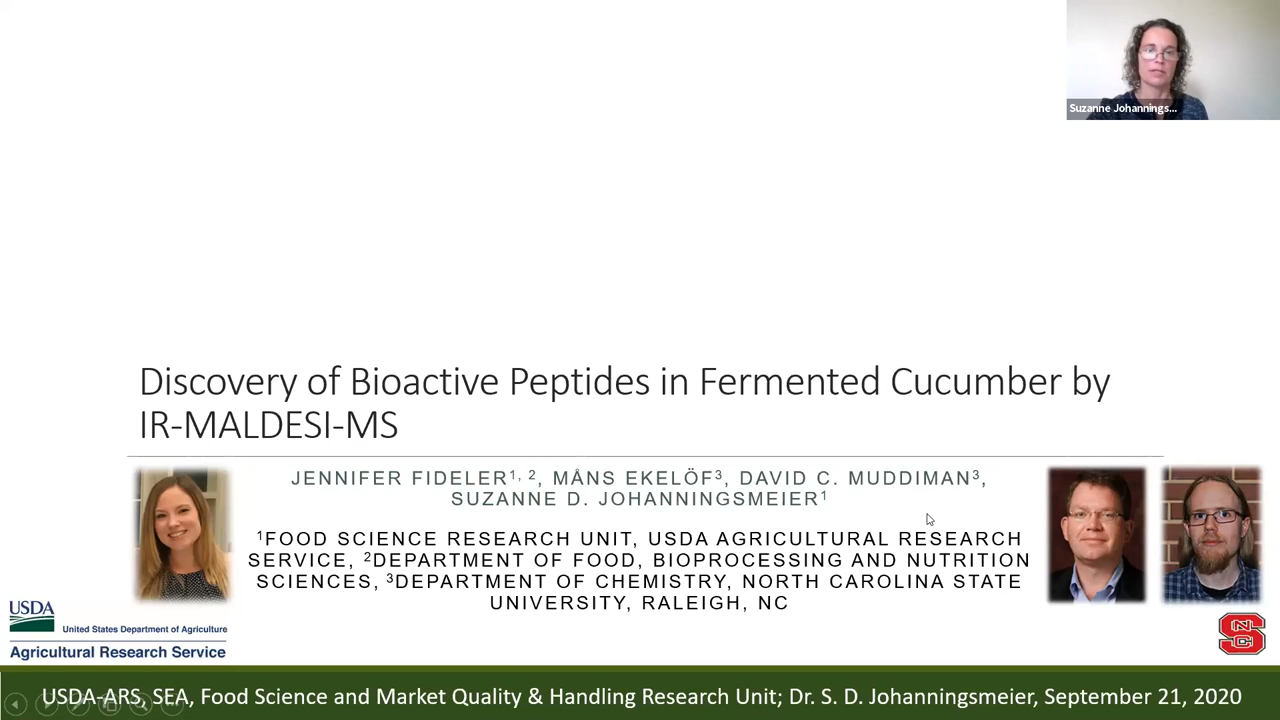 Suzanne Johannings...
Discovery of Bioactive Peptides in Fermented Cucumber by
IR-MALDESI-MS
JENNIFER FIDELER1, 2, MÅNS EKELÖF3, DAVID C. MUDDIMAN3,
SUZANNE D. JOHANNINGSMEIER1
1FOOD SCIENCE RESEARCH UNIT, USDA AGRICULTURAL RESEARCH
SERVICE, 2DEPARTMENT OF FOOD, BIOPROCESSING AND NUTRITION
SCIENCES, 3DEPARTMENT OF CHEMISTRY, NORTH CAROLINA STATE
UNIVERSITY, RALEIGH, NC
USDA
United States Department of Agriculture
Agricultural Research Service
NCS
USDA-ARS, SEA, Food Science and Market Quality & Handling Research Unit; Dr. S. D. Johanningsmeier, September 21, 2020